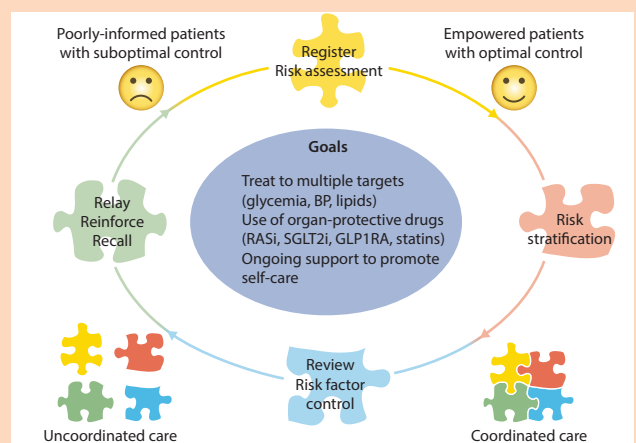 Poorly-informed patients
with suboptimal control
Register
Risk assessment
Empowered patients
with optimal control
Goals
Treat to multiple targets
(glycemia, BP, lipids)
Use of organ-protective drugs
(RASi, SGLT2i, GLP1RA, statins)
Ongoing support to promote
self-care
Relay
Reinforce
Recall
Risk
stratification
Review
Risk factor
control
Uncoordinated care
Coordinated care